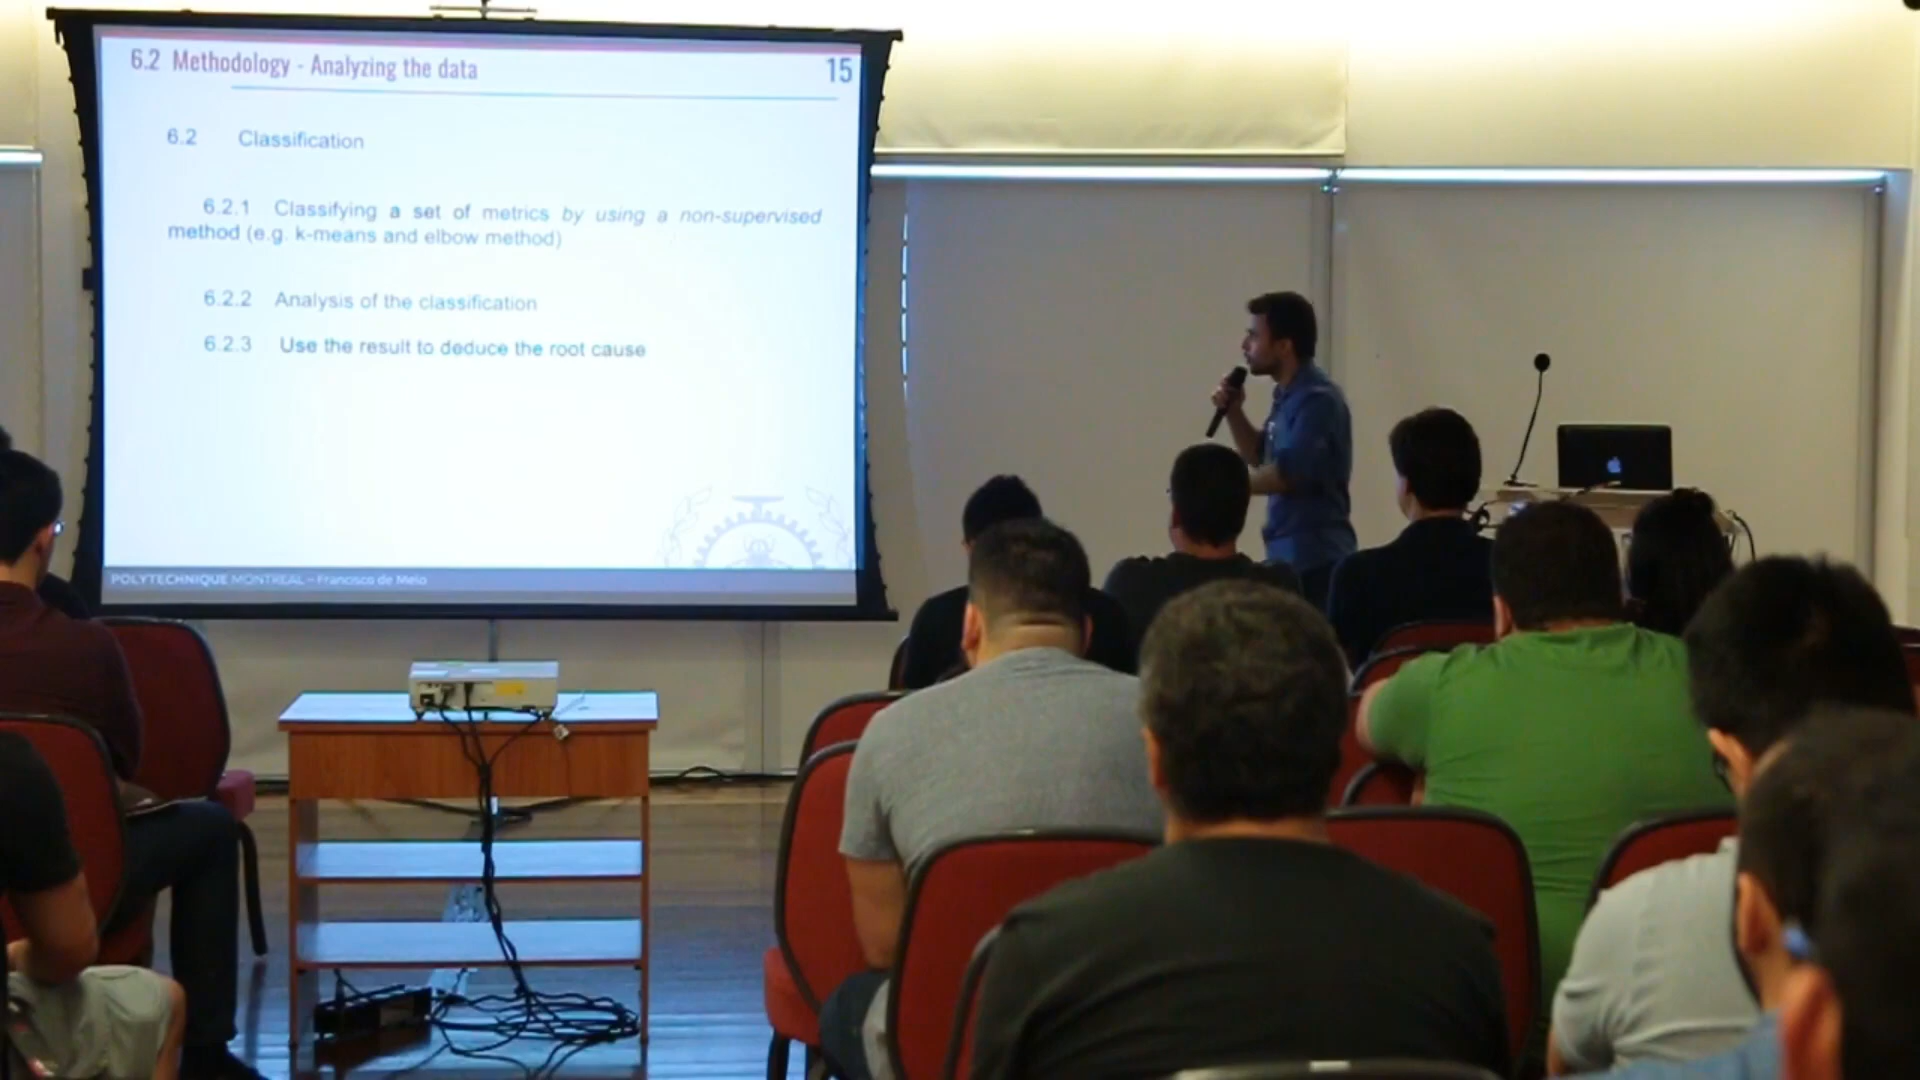 6.2 Methodology - Analyzing the data
15
6.2 Classification
6.2.1 Classifying a set of metrics by using a non-supervised
method (e.g. k-means and elbow method)
6.2.2 Analysis of the classification
6.2.3 Use the result to deduce the root cause
POLYTECHNIQUE MONTREAL – Francisco de Melo